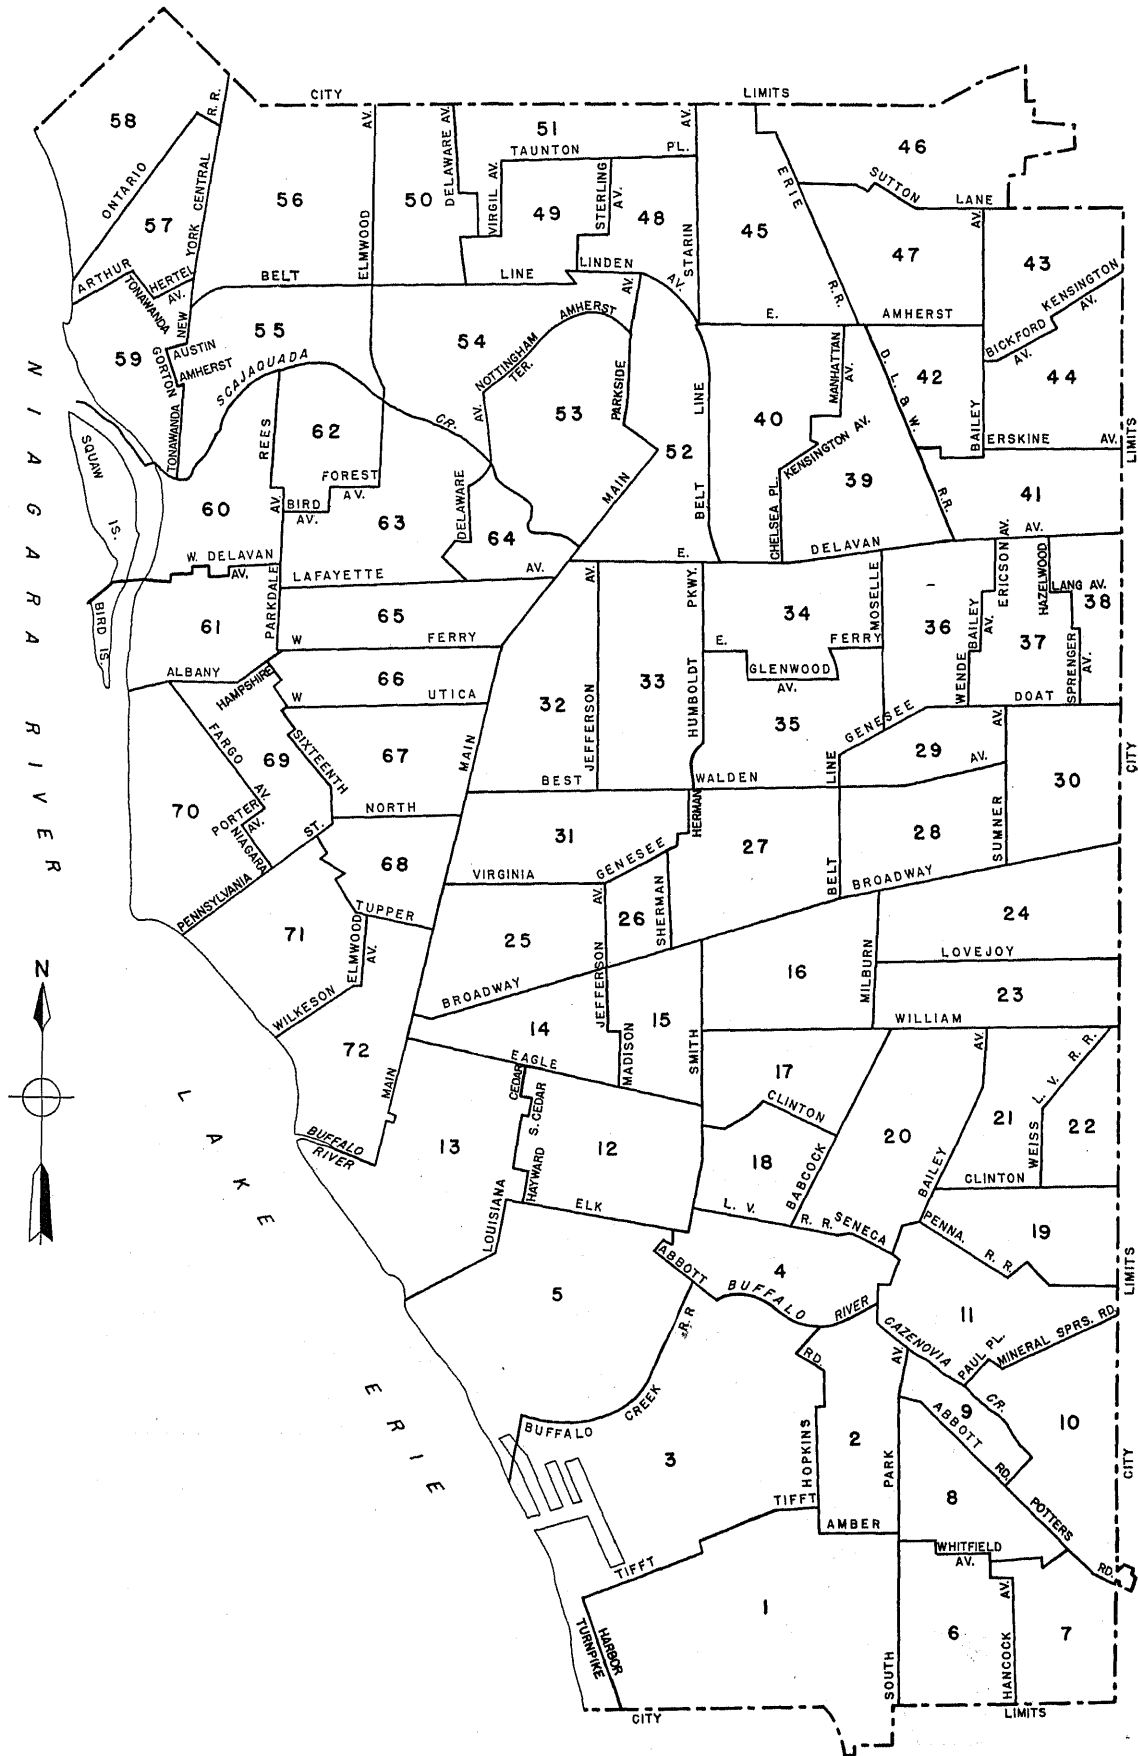 CITY
LIMITS
58
R. R.
AV.
DELAWARE AV.
51
AV.
46
ONTARIO
TAUNTON
PL.
ERIE
SUTTON
LANE
YORK CENTRAL
56
50
VIRGIL AV.
49
STERLING
AV.
48
45
AV.
57
ELMWOOD
STARIN
47
43
ARTHUR
HERTEL
AV.
BELT
LINE
LINDEN
AV.
R.R.
KENSINGTON
AV.
TONAWANDA
NEW
55
54
AMHERST
AV.
E.
AMHERST
BICKFORD
AV.
59
GORTON
AUSTIN
AMHERST
SCAJAQUADA
NOTTINGHAM
TER.
D. L. & W.
42
44
MANHATTAN
AV.
PARKSIDE
LINE
TONAWANDA
REES
62
CR.
AV.
53
52
40
BAILEY
ERSKINE
AV.
LIMITS
NIAGARA RIVER
SQUAW
IS.
FOREST
AV.
MAIN
KENSINGTON AV.
39
60
AV.
BIRD
AV.
63
DELAWARE
64
BELT
CHELSEA PL.
R.R.
41
W. DELAVAN
AV.
LAFAYETTE
AV.
E.
DELAVAN
AV.
BIRD
IS.
61
PARKDALE
65
AV.
PKWY.
34
MOSELLE
36
ERICSON AV.
HAZELWOOD
LANG AV.
38
W
FERRY
E.
FERRY
BAILEY
AV.
37
ALBANY
HAMPSHIRE
66
W
UTICA
32
33
GLENWOOD
AV.
WENDE
SPRENGER
AV.
DOAT
FARGO
AV.
69
SIXTEENTH
67
MAIN
JEFFERSON
HUMBOLDT
35
GENESEE
29
AV.
AV.
30
CITY
70
PORTER
AV.
NIAGARA
NORTH
BEST
WALDEN
LINE
ST.
31
HERMAN
28
SUMNER
68
GENESEE
27
PENNSYLVANIA
VIRGINIA
BELT
BROADWAY
TUPPER
AV.
26
SHERMAN
24
71
ELMWOOD
AV.
25
LOVEJOY
N
WILKESON
BROADWAY
JEFFERSON
16
MILBURN
23
15
WILLIAM
72
14
MADISON
SMITH
AV.
R. R.
EAGLE
17
MAIN
CEDAR
S. CEDAR
CLINTON
L. V.
21
22
LAKE ERIE
BUFFALO
RIVER
13
12
20
WEISS
HAYWARD
18
BABCOCK
BAILEY
CLINTON
LOUISIANA
ELK
L. V.
R. R.
SENECA
PENNA.
R. R.
19
ABBOTT
4
LIMITS
5
BUFFALO
RIVER
11
R. R
CAZENOVIA
PAUL PL.
MINERAL SPRS. RD.
RD.
AV.
CR.
BUFFALO
CREEK
9
ABBOTT
RD.
10
3
HOPKINS
2
PARK
CITY
TIFFT
8
POTTERS
AMBER
WHITFIELD
AV.
TIFFT
RD.
1
AV.
HARBOR
TURNPIKE
6
7
SOUTH
HANCOCK
CITY
LIMITS